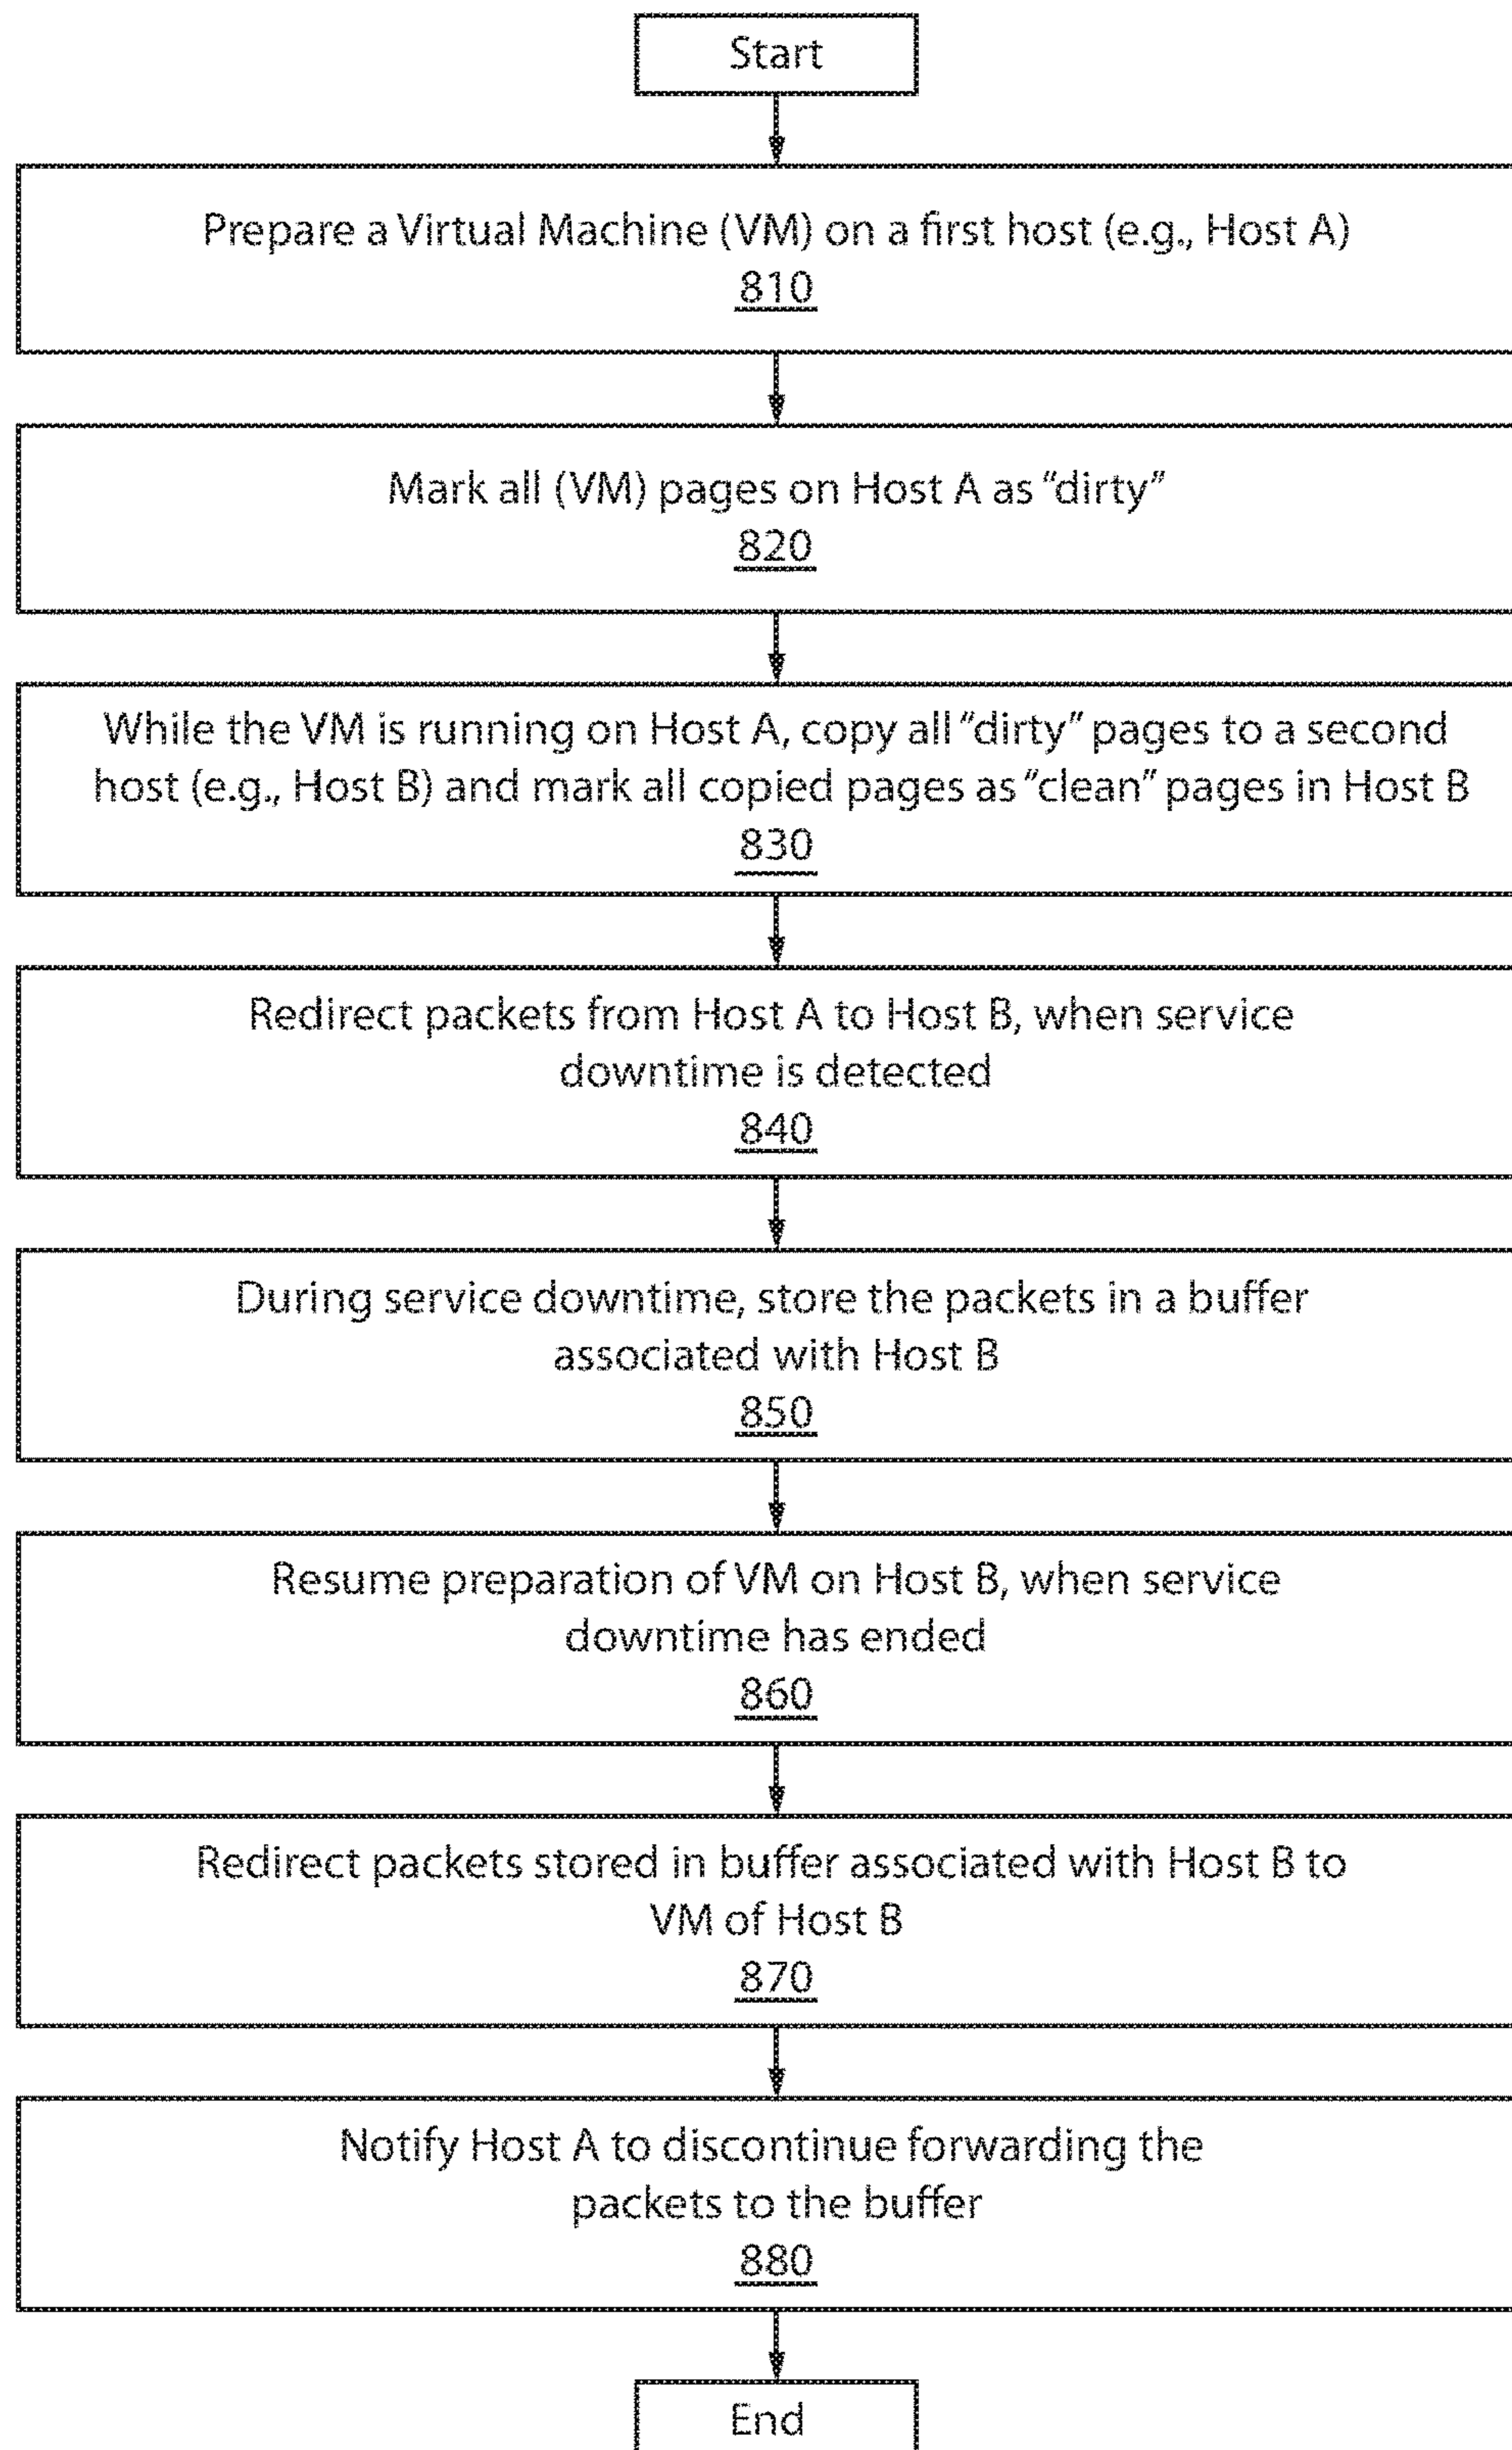 Start
Prepare a Virtual Machine (VM) on a first host (e.g., Host A)
810
Mark all (VM) pages on Host A as “dirty”
820
While the VM is running on Host A, copy all “dirty” pages to a second
host (e.g., Host B) and mark all copied pages as “clean” pages in Host B
830
Redirect packets from Host A to Host B, when service
downtime is detected
840
During service downtime, store the packets in a buffer
associated with Host B
850
Resume preparation of VM on Host B, when service
downtime has ended
860
Redirect packets stored in buffer associated with Host B to
VM of Host B
870
Notify Host A to discontinue forwarding the
packets to the buffer
880
End